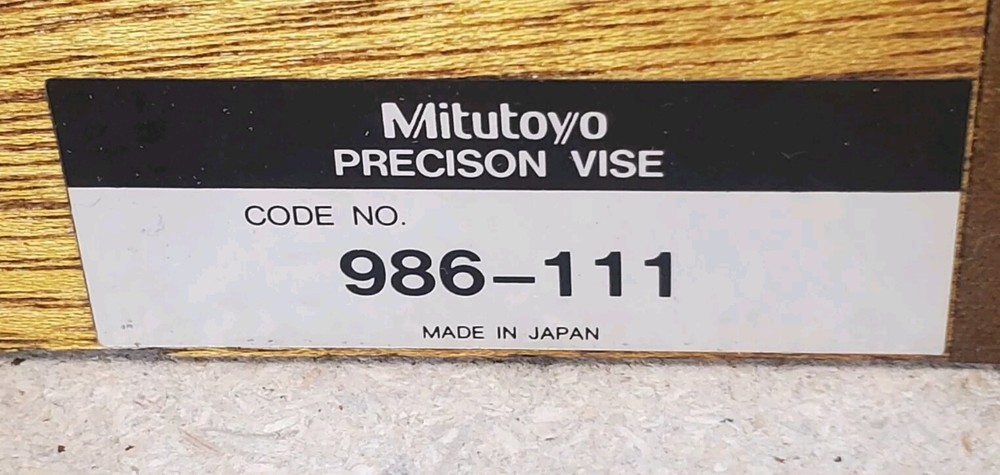 Mitutoyo
PRECISON VISE
CODE NO.
986-111
MADE IN JAPAN